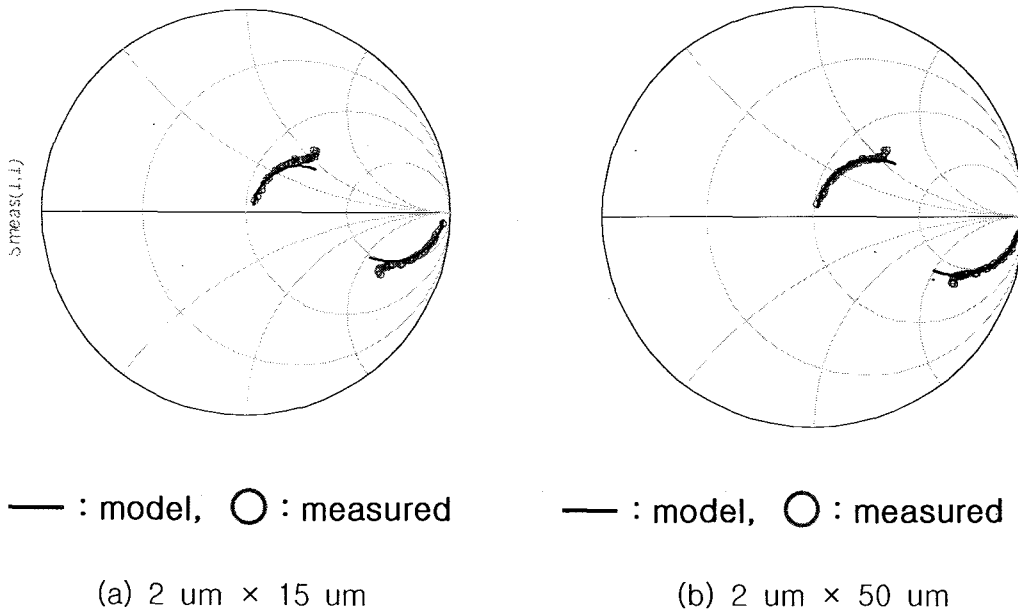 Smeas(1,1)
— : model, ○ : measured
— : model, ○ : measured
(a) 2 um × 15 um
(b) 2 um × 50 um